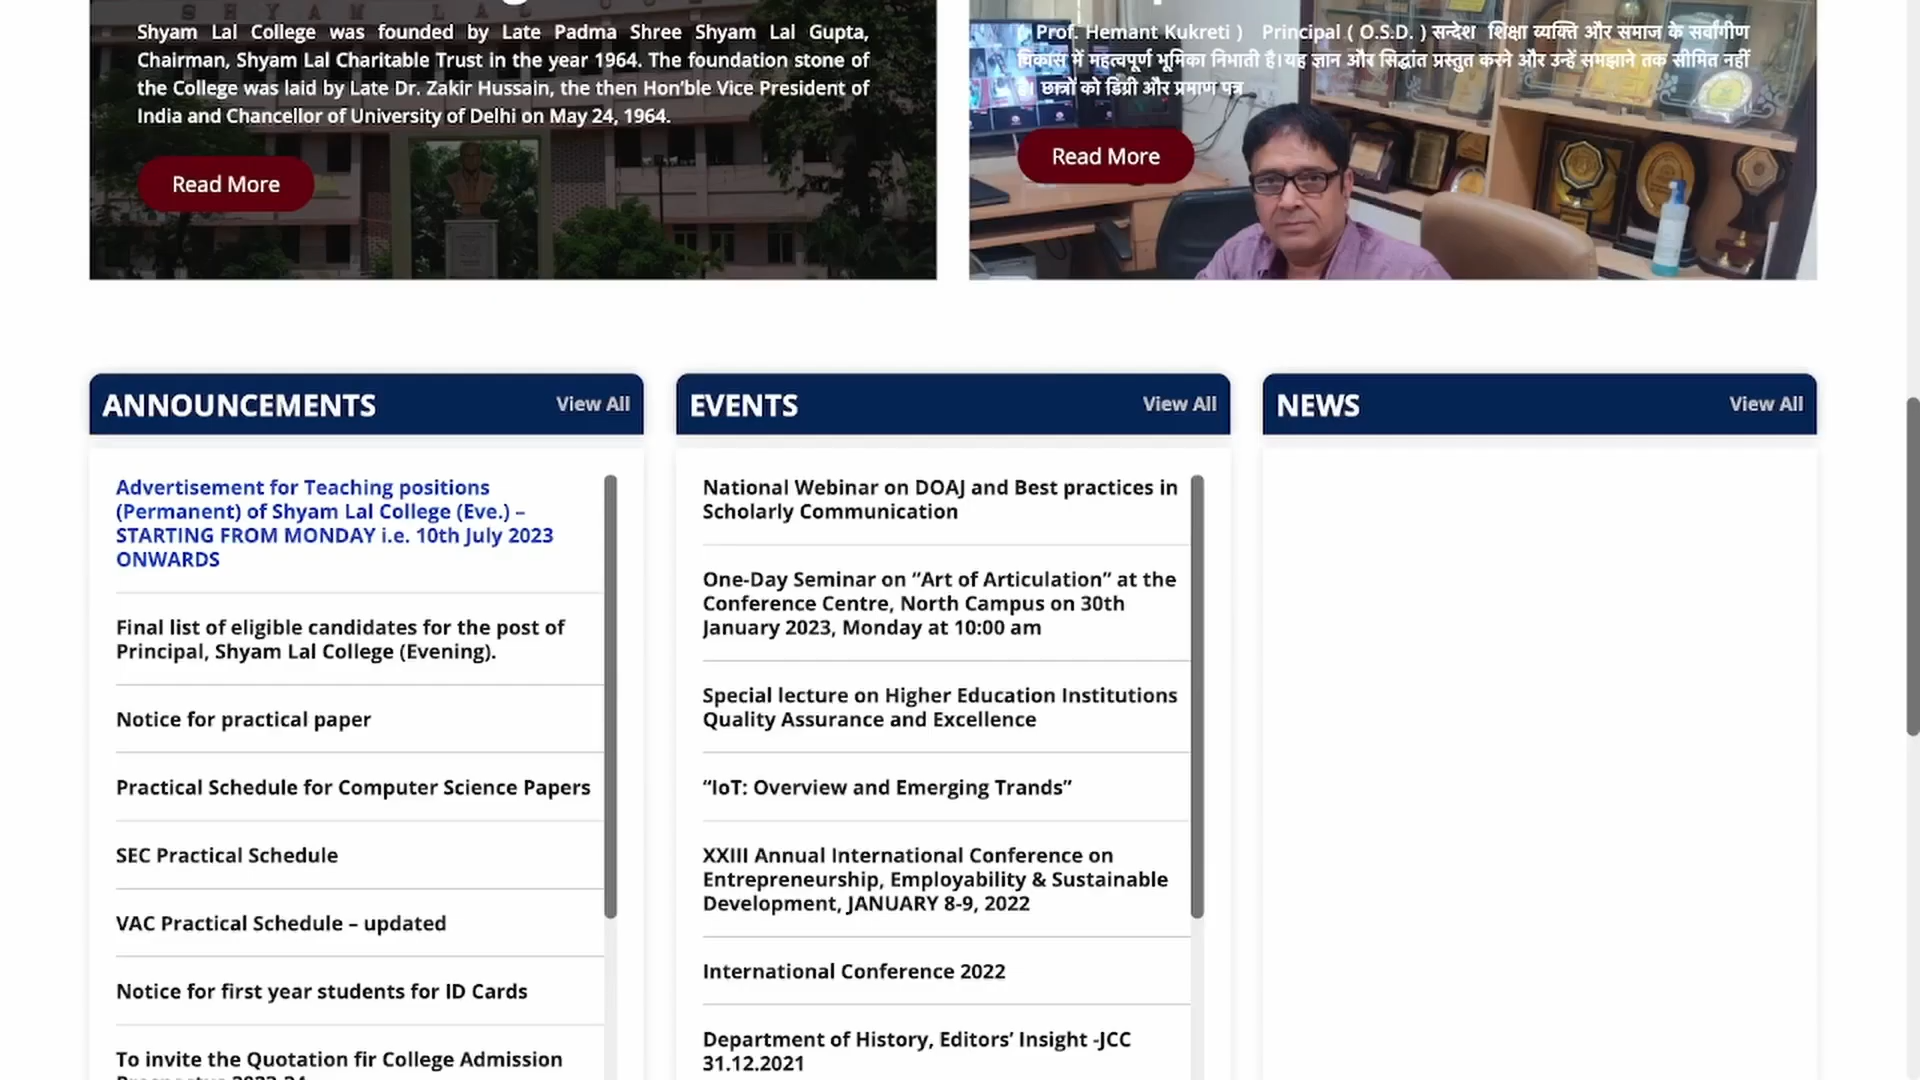 SHYAM LAL
Shyam Lal College was founded by Late Padma Shree Shyam Lal Gupta,
Chairman, Shyam Lal Charitable Trust in the year 1964. The foundation stone of
the College was laid by Late Dr. Zakir Hussain, the then Hon’ble Vice President of
India and Chancellor of University of Delhi on May 24, 1964.
Read More
( Prof. Hemant Kukreti ) Principal ( O.S.D. ) सन्देश शिक्षा व्यक्ति और समाज के सर्वांगीण
विकास में महत्वपूर्ण भूमिका निभाती है।यह ज्ञान और सिद्धांत प्रस्तुत करने और उन्हें समझाने तक सीमित नहीं
है। छात्रों को डिग्री और प्रमाण पत्र
Read More
ANNOUNCEMENTS
View All
Advertisement for Teaching positions
(Permanent) of Shyam Lal College (Eve.) –
STARTING FROM MONDAY i.e. 10th July 2023
ONWARDS
Final list of eligible candidates for the post of
Principal, Shyam Lal College (Evening).
Notice for practical paper
Practical Schedule for Computer Science Papers
SEC Practical Schedule
VAC Practical Schedule – updated
Notice for first year students for ID Cards
To invite the Quotation fir College Admission
EVENTS
View All
National Webinar on DOAJ and Best practices in
Scholarly Communication
One-Day Seminar on “Art of Articulation” at the
Conference Centre, North Campus on 30th
January 2023, Monday at 10:00 am
Special lecture on Higher Education Institutions
Quality Assurance and Excellence
“IoT: Overview and Emerging Trands”
XXIII Annual International Conference on
Entrepreneurship, Employability & Sustainable
Development, JANUARY 8-9, 2022
International Conference 2022
Department of History, Editors’ Insight -JCC
31.12.2021
NEWS
View All